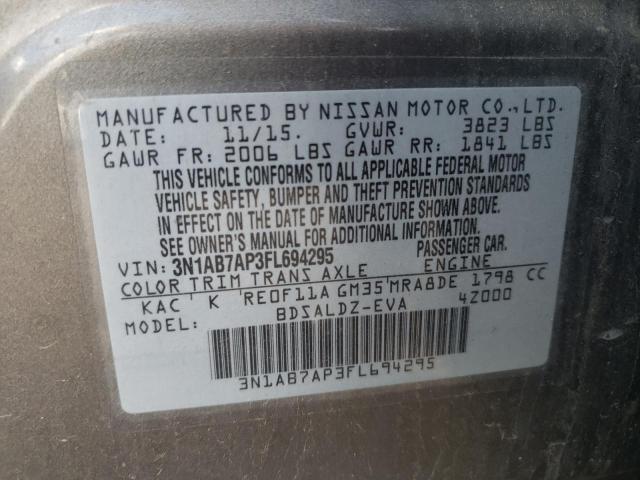 MANUFACTURED BY NISSAN MOTOR CO.,LTD.
DATE: 11/15. GVWR: 3823 LBS
GAWR FR: 2006 LBS GAWR RR: 1841 LBS
THIS VEHICLE CONFORMS TO ALL APPLICABLE FEDERAL MOTOR
VEHICLE SAFETY, BUMPER AND THEFT PREVENTION STANDARDS
IN EFFECT ON THE DATE OF MANUFACTURE SHOWN ABOVE.
SEE OWNER'S MANUAL FOR ADDITIONAL INFORMATION.
VIN: 3N1AB7AP3FL694295 PASSENGER CAR.
COLOR TRIM TRANS AXLE ENGINE
KAC K RE0F11A GM35 MRA8DE 1798 CC
MODEL: BDSALDZ-EVA 4Z000
3N1AB7AP3FL694295